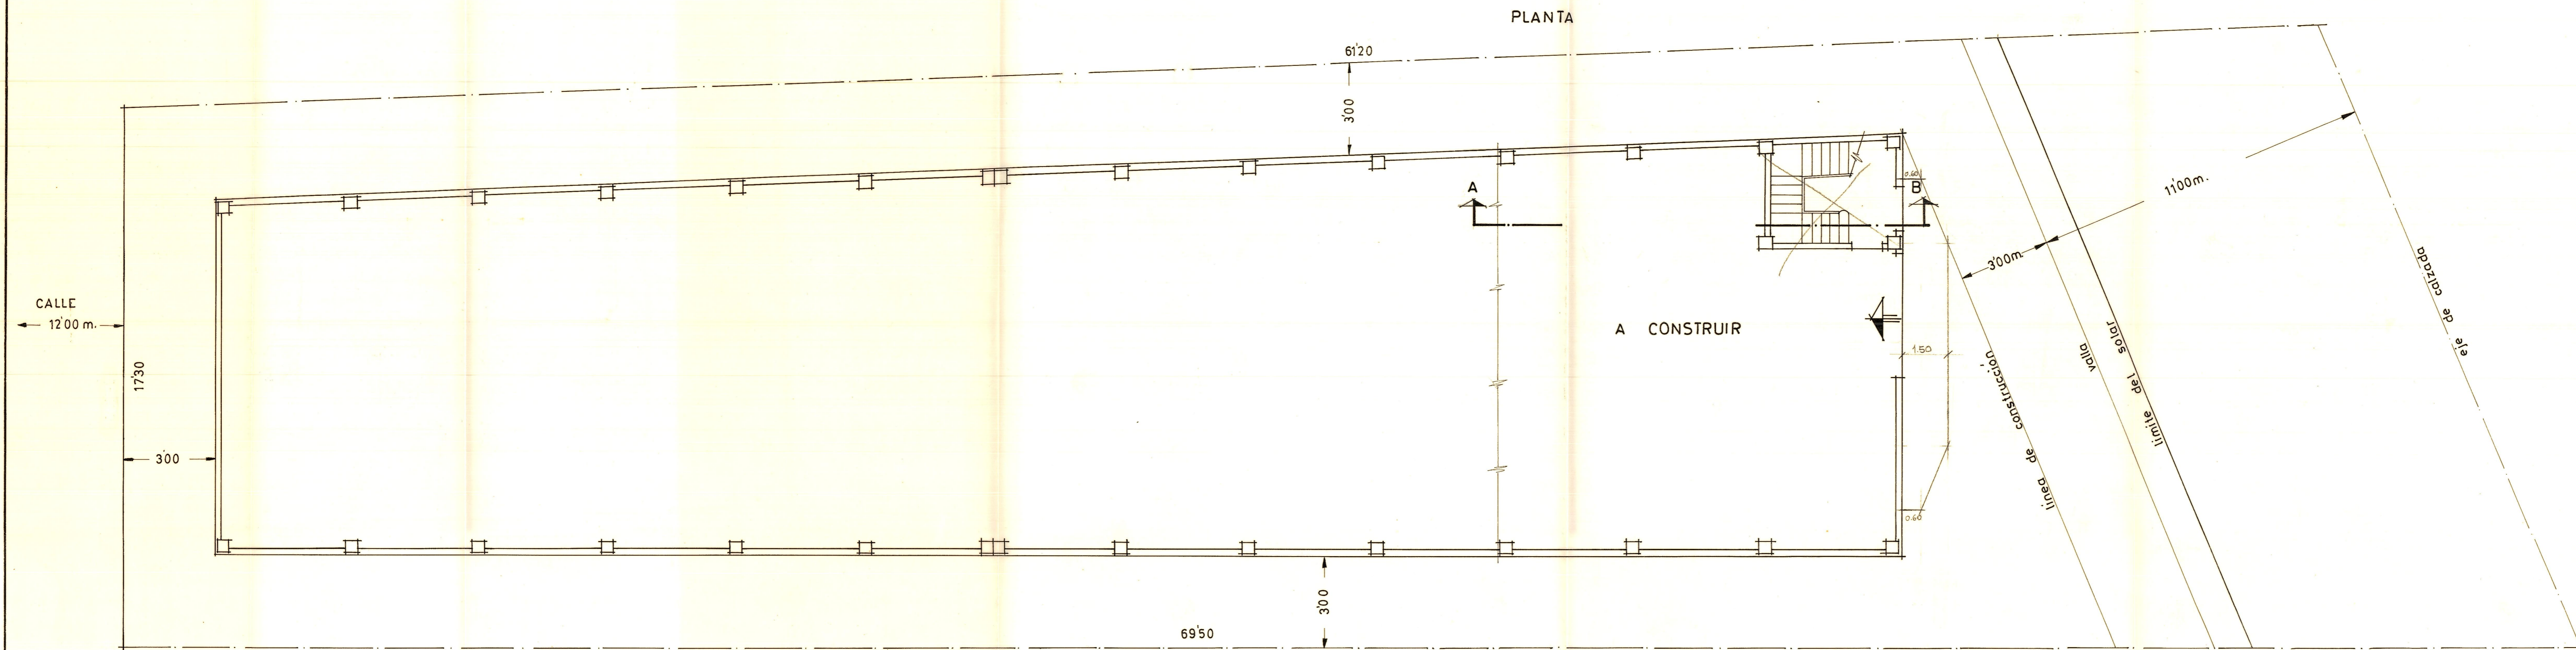 PLANTA
61'20
3'00
A
B
0.60
11'00m.
3'00m.
CALLE
12'00 m.
17'30
3'00
A CONSTRUIR
1.50
0.60
linea de construcción
valla
limite del solar
eje de calzada
3'00
69'50